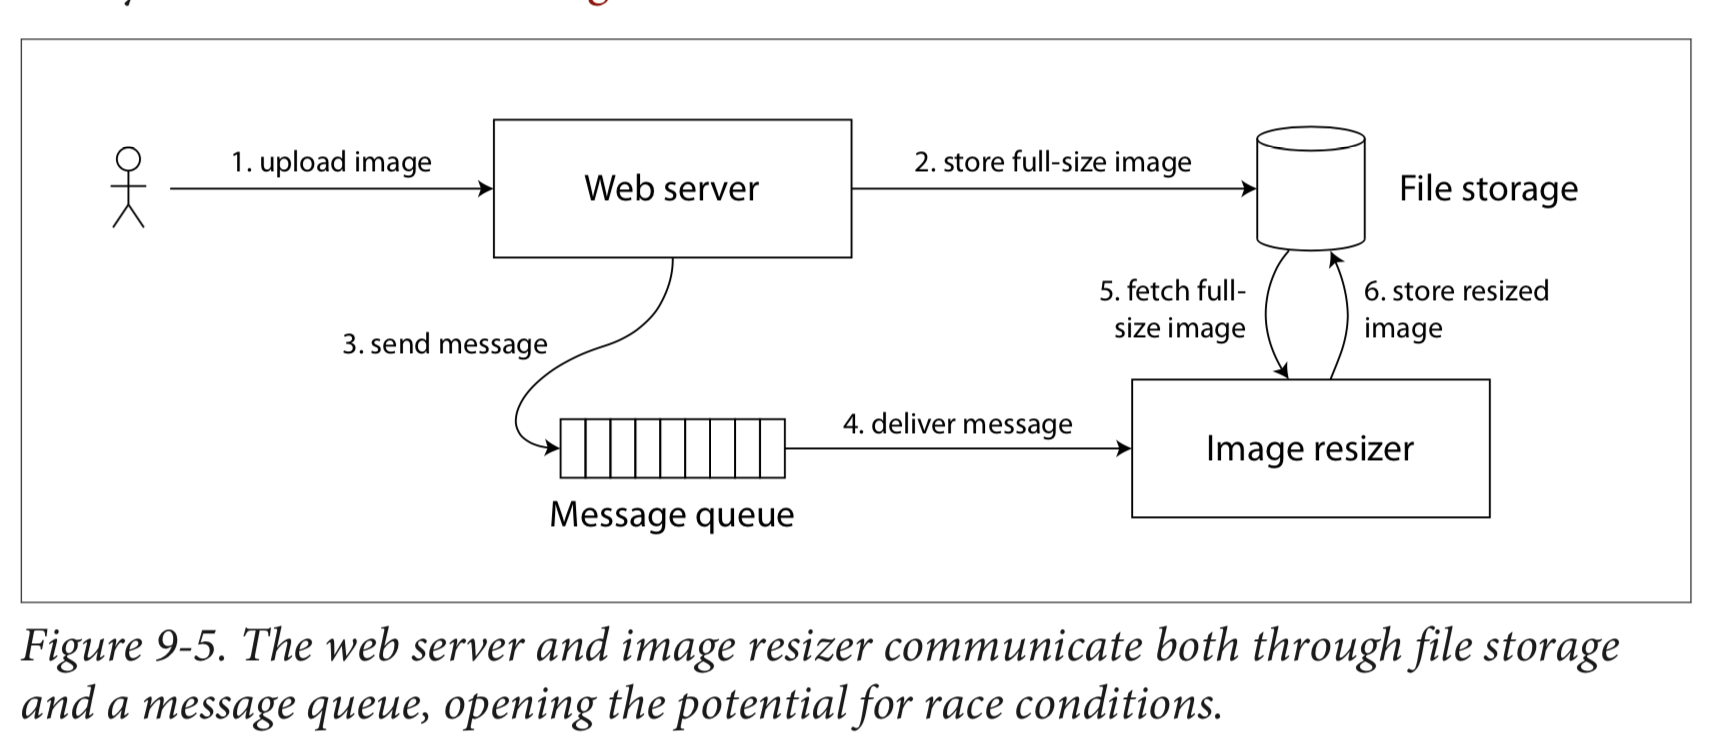 1. upload image
Web server
2. store full-size image
File storage
3. send message
5. fetch full-
size image
6. store resized
image
4. deliver message
Message queue
Image resizer
Figure 9-5. The web server and image resizer communicate both through file storage
and a message queue, opening the potential for race conditions.